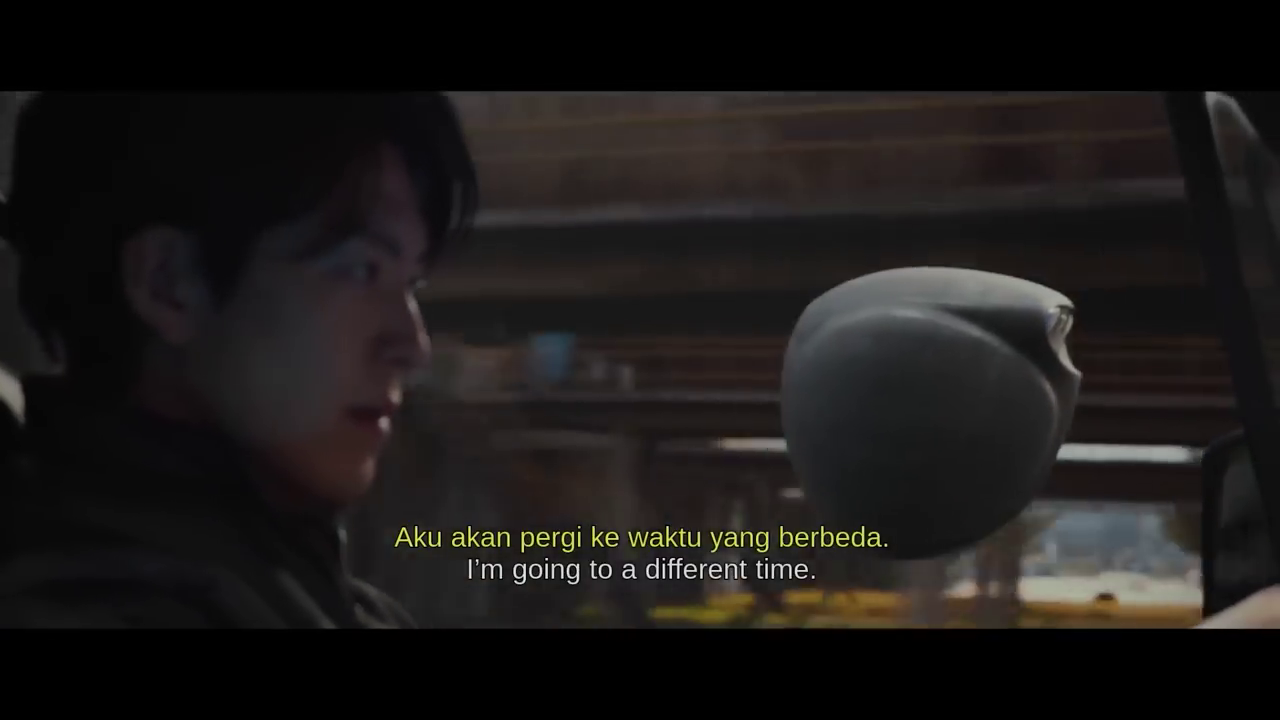 Aku akan pergi ke waktu yang berbeda.
I'm going to a different time.